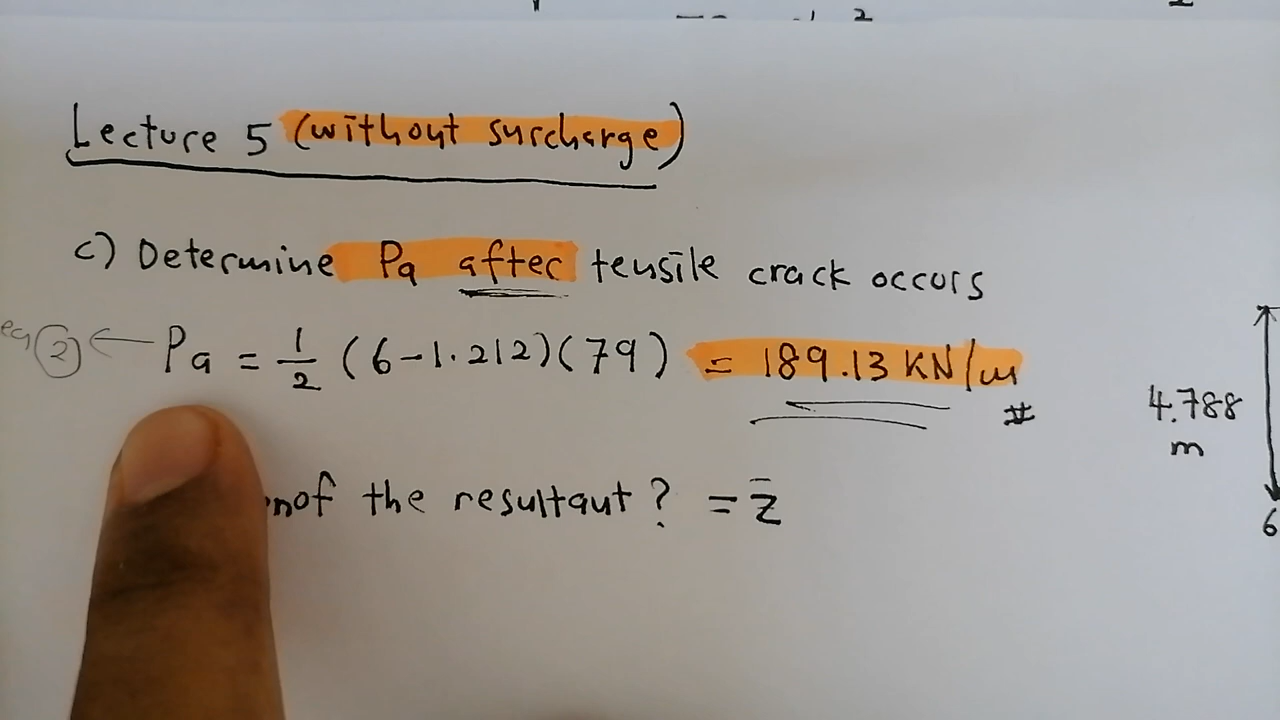 Lecture 5 (without surcharge)
c) Determine Pa after tensile crack occurs
eq 2 ← Pa = 1/2 (6-1.212)(79) = 189.13 KN/m #
4.788
m
of the resultant? = z̄
6